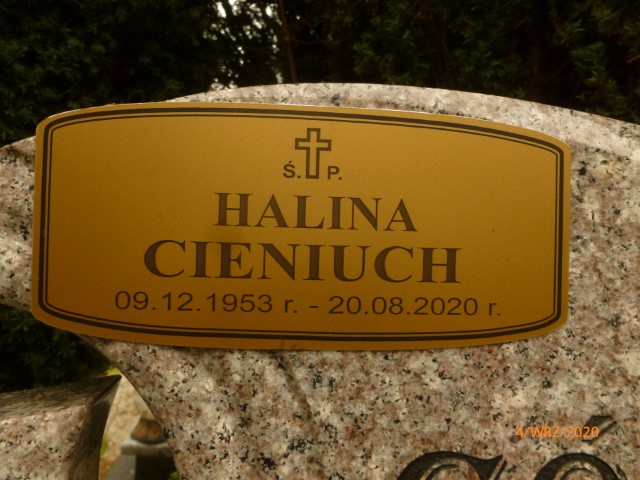 Ś. P.
HALINA
CIENIUCH
09.12.1953 r. - 20.08.2020 r.
4/WRZ/2020